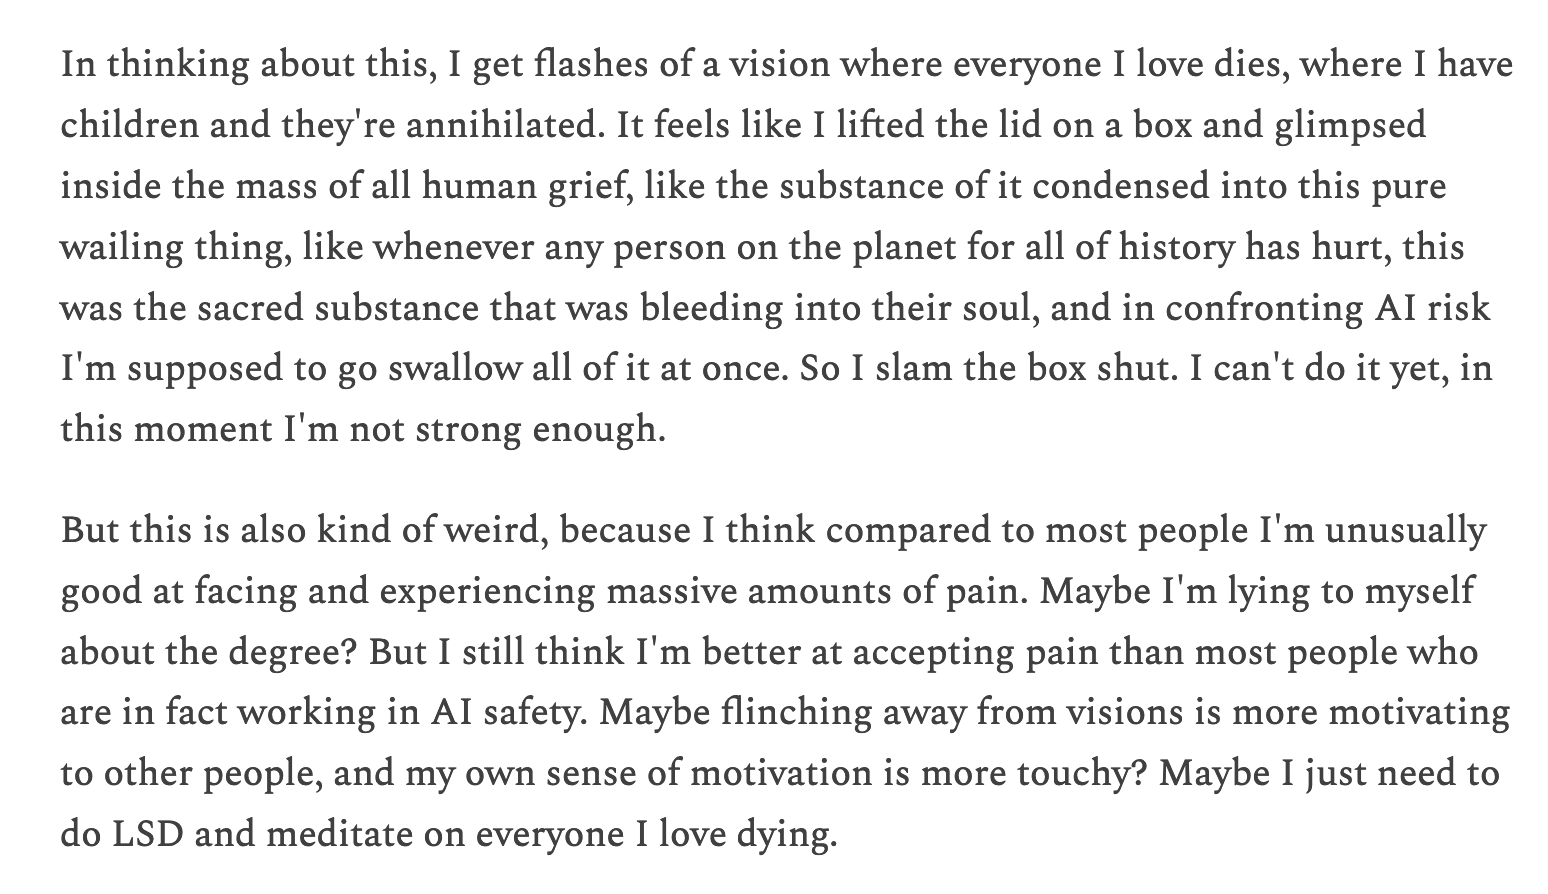 In thinking about this, I get flashes of a vision where everyone I love dies, where I have
children and they're annihilated. It feels like I lifted the lid on a box and glimpsed
inside the mass of all human grief, like the substance of it condensed into this pure
wailing thing, like whenever any person on the planet for all of history has hurt, this
was the sacred substance that was bleeding into their soul, and in confronting AI risk
I'm supposed to go swallow all of it at once. So I slam the box shut. I can't do it yet, in
this moment I'm not strong enough.
But this is also kind of weird, because I think compared to most people I'm unusually
good at facing and experiencing massive amounts of pain. Maybe I'm lying to myself
about the degree? But I still think I'm better at accepting pain than most people who
are in fact working in AI safety. Maybe flinching away from visions is more motivating
to other people, and my own sense of motivation is more touchy? Maybe I just need to
do LSD and meditate on everyone I love dying.